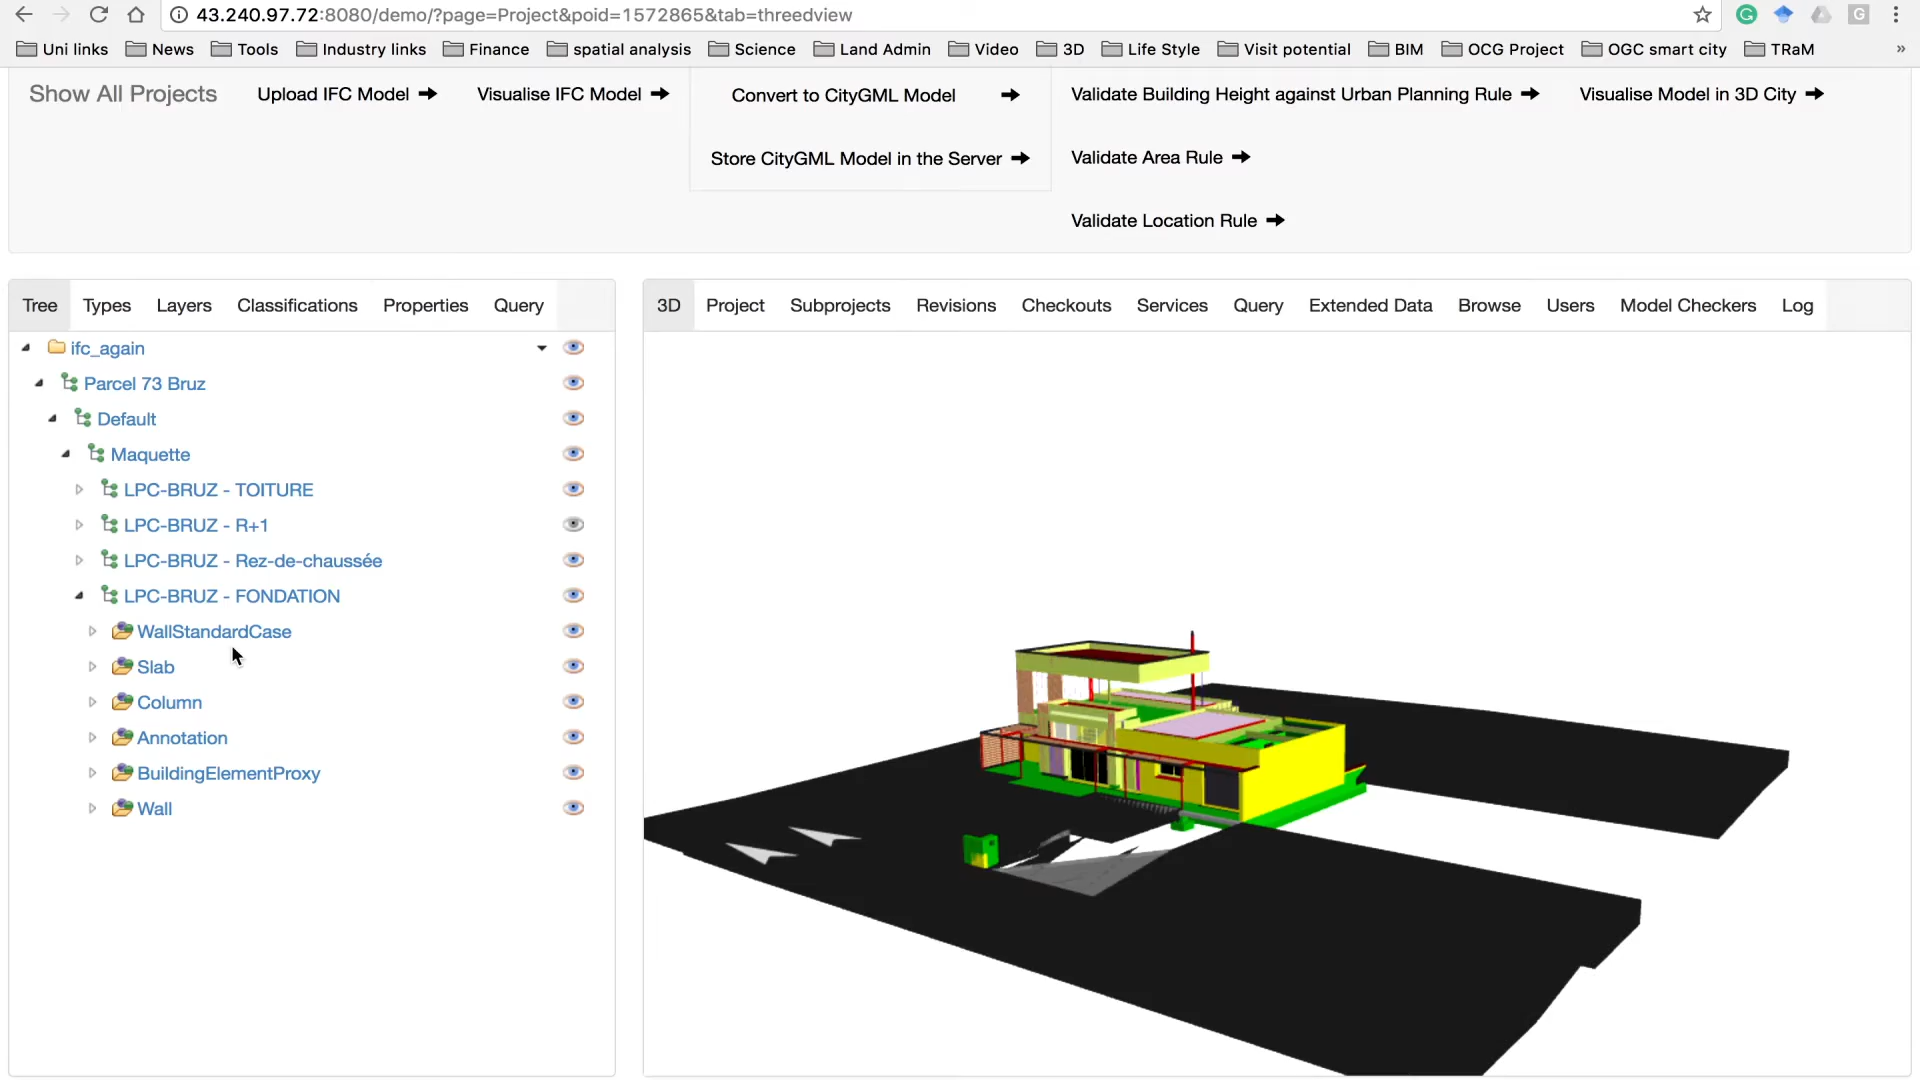 43.240.97.72:8080/demo/?page=Project&poid=1572865&tab=threedview
Uni links News Tools Industry links Finance spatial analysis Science Land Admin Video 3D Life Style Visit potential BIM OCG Project OGC smart city TRaM »
Show All Projects Upload IFC Model Visualise IFC Model Convert to CityGML Model Validate Building Height against Urban Planning Rule Visualise Model in 3D City
Store CityGML Model in the Server Validate Area Rule
Validate Location Rule
Tree Types Layers Classifications Properties Query
3D Project Subprojects Revisions Checkouts Services Query Extended Data Browse Users Model Checkers Log
ifc_again
Parcel 73 Bruz
Default
Maquette
LPC-BRUZ - TOITURE
LPC-BRUZ - R+1
LPC-BRUZ - Rez-de-chaussée
LPC-BRUZ - FONDATION
WallStandardCase
Slab
Column
Annotation
BuildingElementProxy
Wall